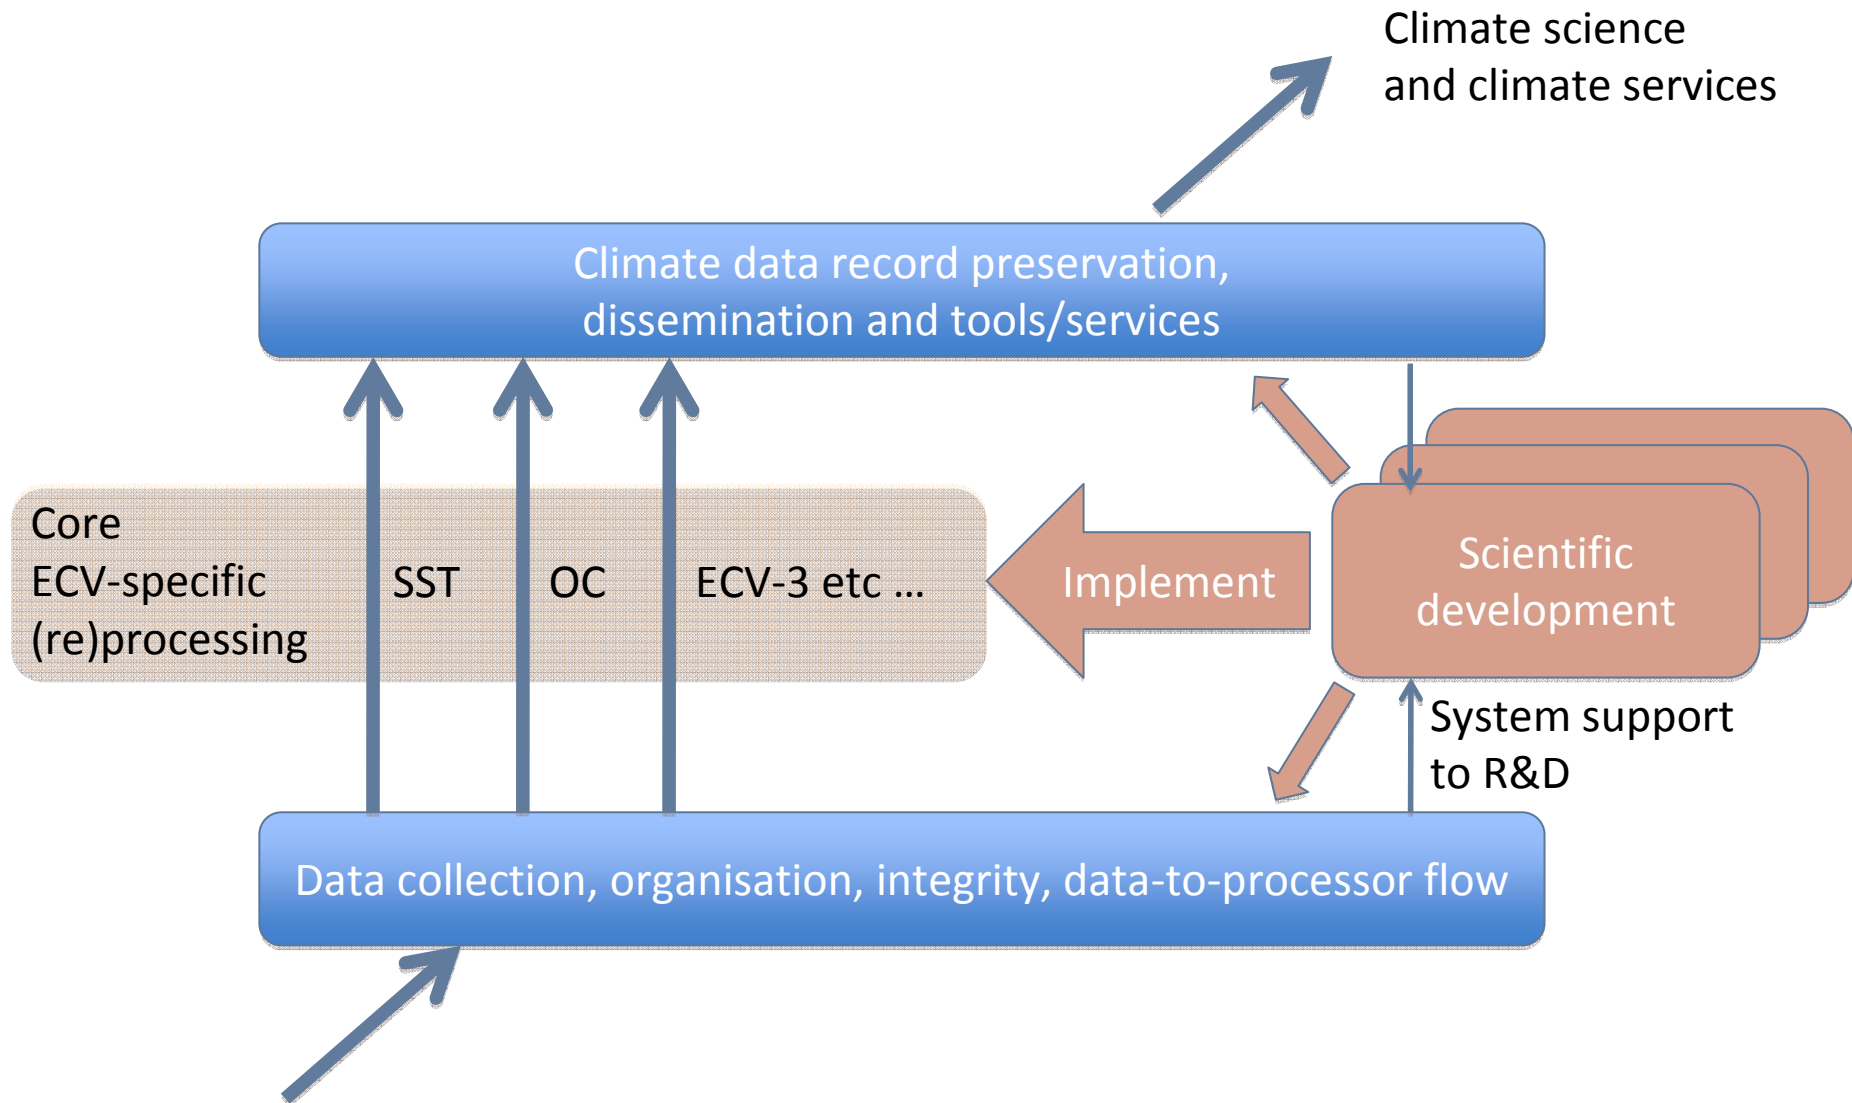 Climate science
and climate services
Climate data record preservation,
dissemination and tools/services
Core
ECV-specific
(re)processing
SST
OC
ECV-3 etc ...
Implement
Scientific
development
System support
to R&D
Data collection, organisation, integrity, data-to-processor flow